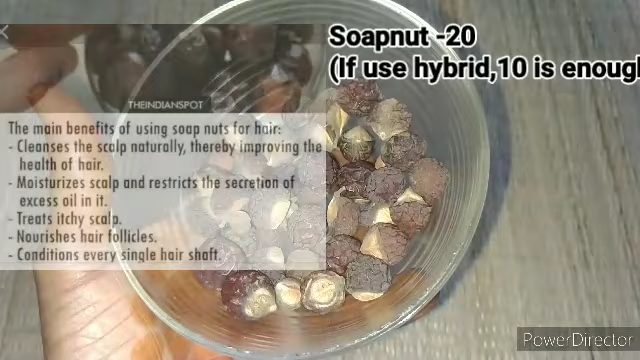 Soapnut -20
(If use hybrid,10 is enough
THEINDIANSPOT
The main benefits of using soap nuts for hair:
- Cleanses the scalp naturally, thereby improving the
health of hair.
- Moisturizes scalp and restricts the secretion of
excess oil in it.
- Treats itchy scalp.
- Nourishes hair follicles.
- Conditions every single hair shaft.
PowerDirector